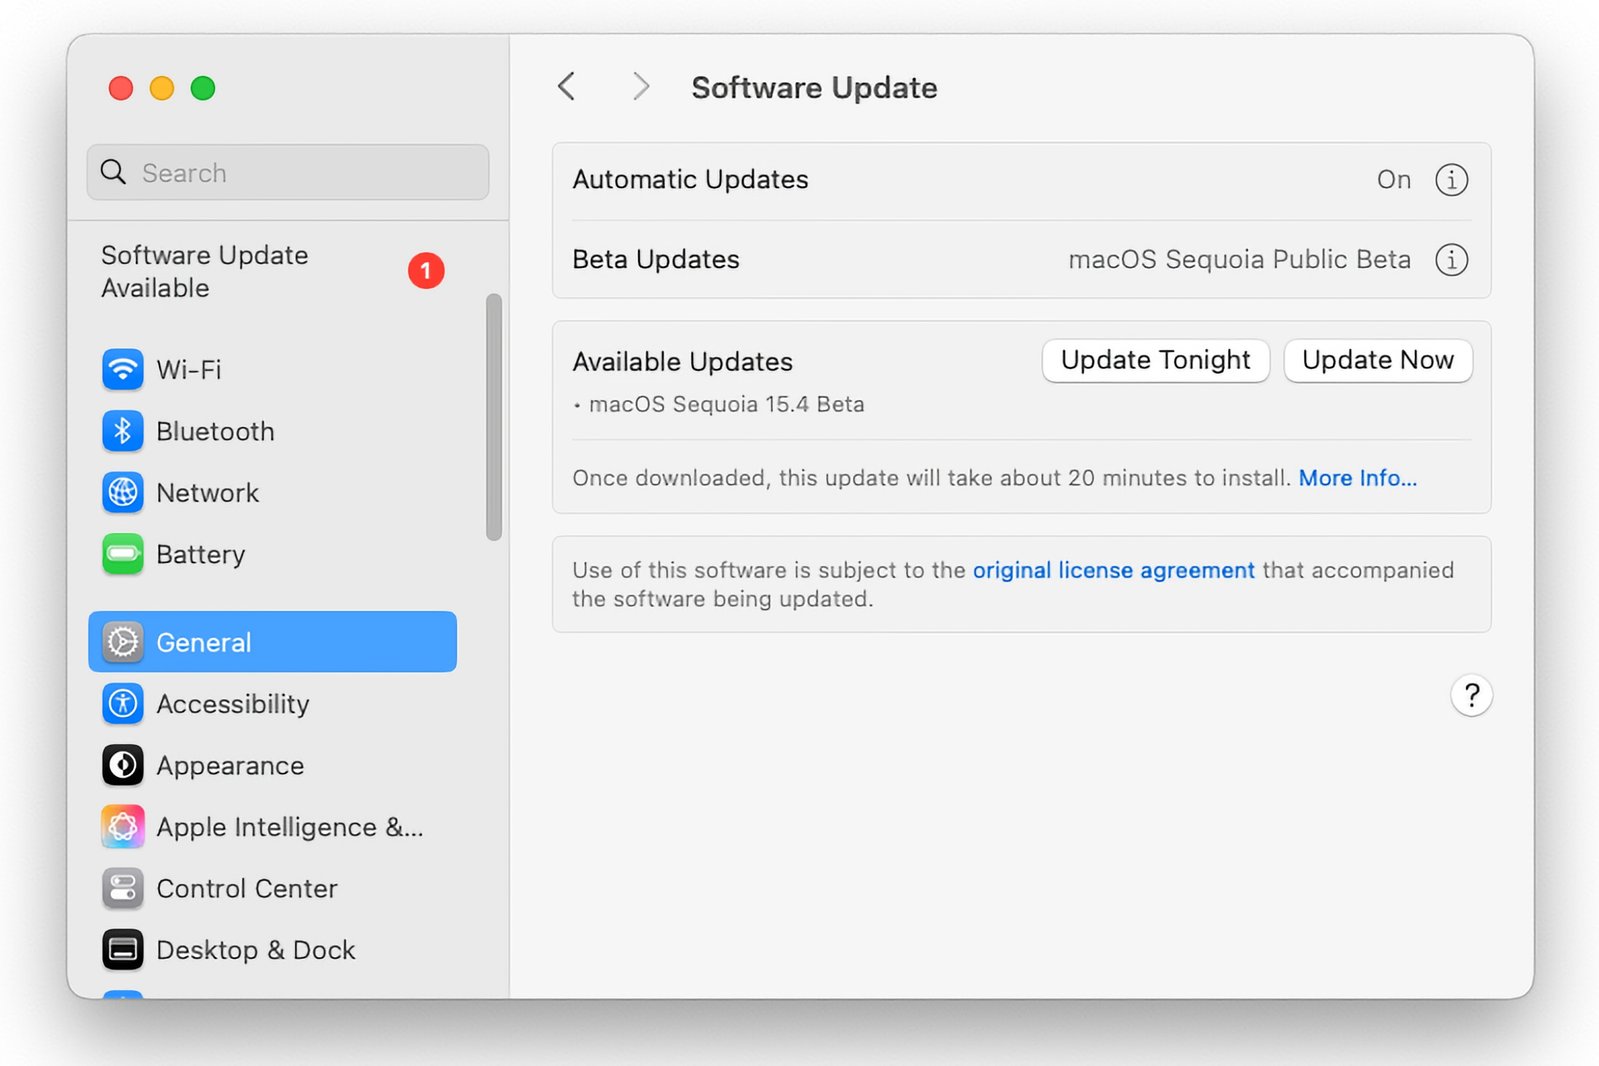 Software Update
Search
Software Update
Available
1
Wi-Fi
Bluetooth
Network
Battery
General
Accessibility
Appearance
Apple Intelligence &...
Control Center
Desktop & Dock
Automatic Updates On
Beta Updates macOS Sequoia Public Beta
Available Updates Update Tonight Update Now
• macOS Sequoia 15.4 Beta
Once downloaded, this update will take about 20 minutes to install. More Info...
Use of this software is subject to the original license agreement that accompanied
the software being updated.
?